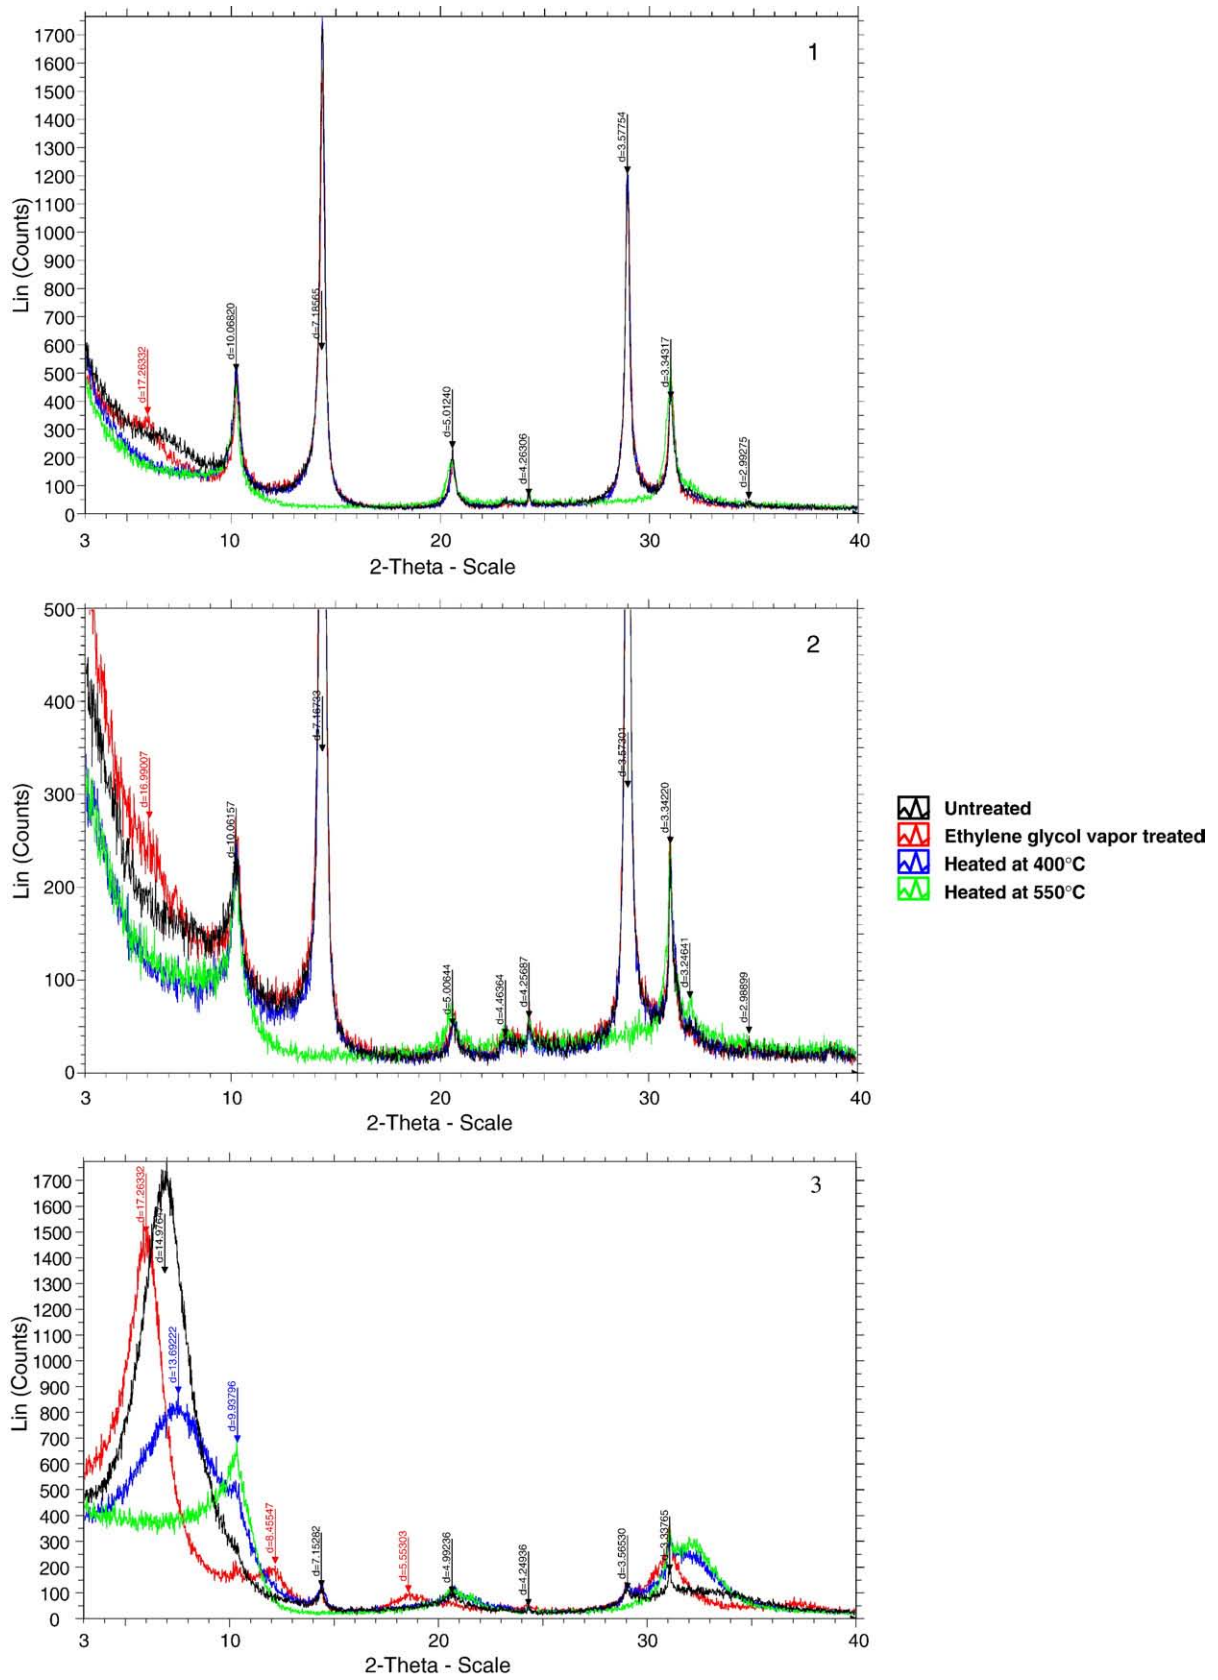 1
Lin (Counts)
1700
1600
1500
1400
1300
1200
1100
1000
900
800
700
600
500
400
300
200
100
0
d=17.26332
d=10.06820
d=7.18565
d=5.01240
d=4.26306
d=3.57754
d=3.34317
d=2.99275
3 10 20 30 40
2-Theta - Scale
2
Lin (Counts)
500
400
300
200
100
0
d=16.99007
d=10.06157
d=7.16733
d=5.00644
d=4.46364
d=4.25687
d=3.57301
d=3.34220
d=3.24641
d=2.98899
3 10 20 30 40
2-Theta - Scale
Untreated
Ethylene glycol vapor treated
Heated at 400°C
Heated at 550°C
3
Lin (Counts)
1700
1600
1500
1400
1300
1200
1100
1000
900
800
700
600
500
400
300
200
100
0
d=17.26332
d=13.69222
d=9.93796
d=8.45547
d=7.15282
d=5.55303
d=4.99236
d=4.24936
d=3.56530
3 10 20 30 40
2-Theta - Scale